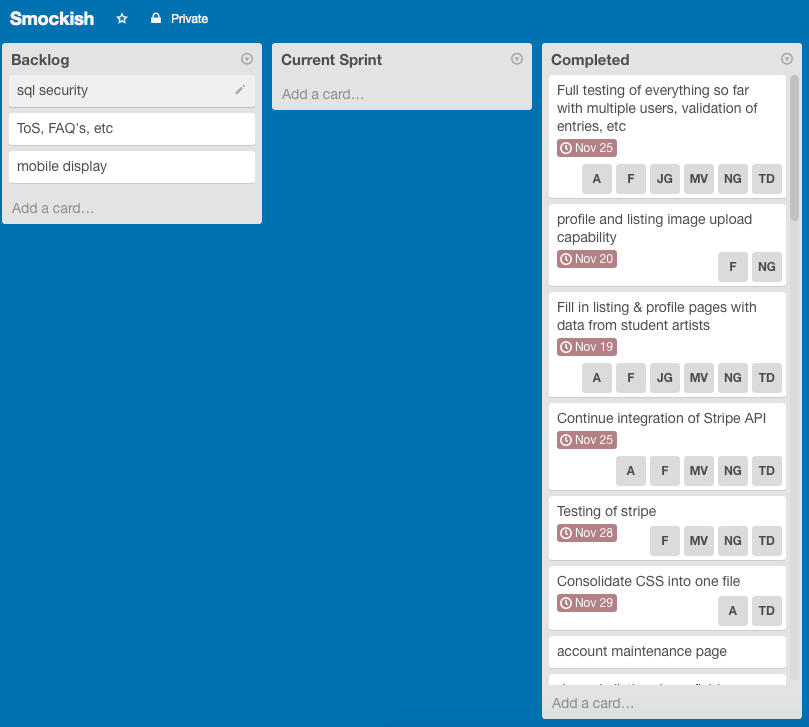 Smockish
Private
Backlog
sql security
ToS, FAQ's, etc
mobile display
Add a card…
Current Sprint
Add a card…
Completed
Full testing of everything so far
with multiple users, validation of
entries, etc
Nov 25
A F JG MV NG TD
profile and listing image upload
capability
Nov 20
F NG
Fill in listing & profile pages with
data from student artists
Nov 19
A F JG MV NG TD
Continue integration of Stripe API
Nov 25
A F MV NG TD
Testing of stripe
Nov 28
F MV NG TD
Consolidate CSS into one file
Nov 29
A TD
account maintenance page
Add a card…